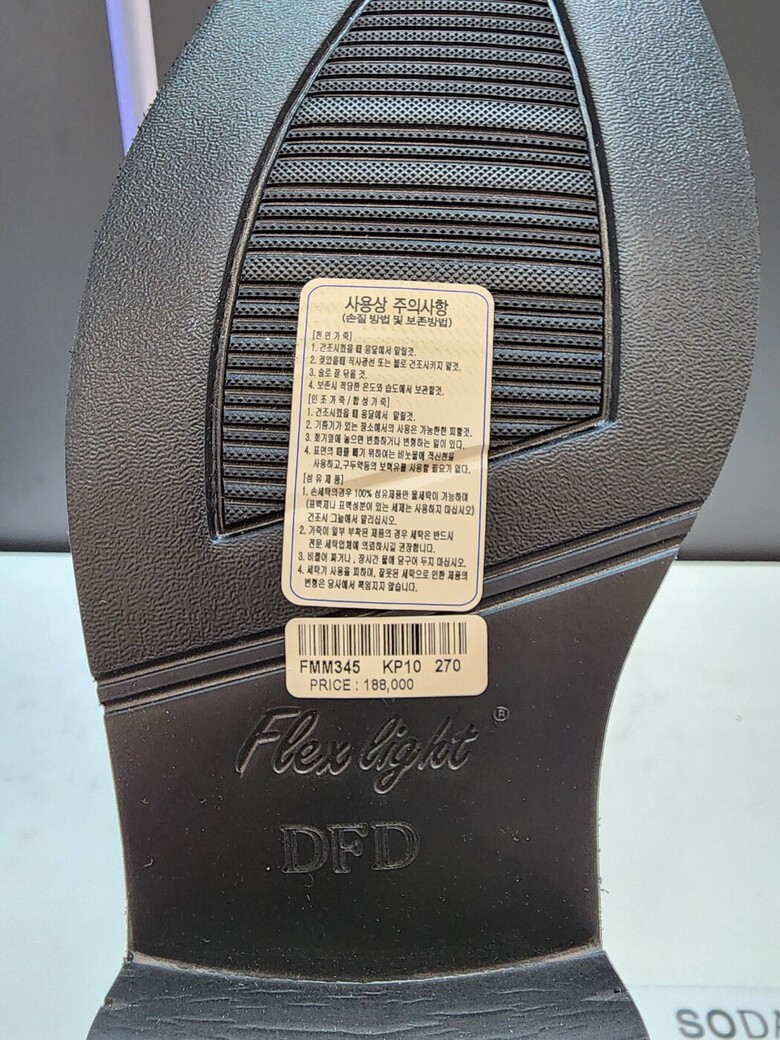 사용상 주의사항
(손질 방법 및 보존방법)
[천 연 가 죽]
1. 건조시켰을 때 응달에서 말릴것.
2. 젖었을때 직사광선 또는 불로 건조시키지 말것.
3. 솔로 잘 닦을 것.
4. 보존시 적당한 온도와 습도에서 보관할것.
[인 조 가 죽 / 합 성 가 죽]
1. 건조시켰을 때 응달에서 말릴것.
2. 기름기가 있는 장소에서의 사용은 가능한한 피할것.
3. 화기옆에 놓으면 변화하거나 변형하는 일이 있다.
4. 표면의 때를 빼기 위하여는 비눗물에 적신천을
사용하고, 구두약등의 보혁유를 사용할 필요가 없다.
[섬 유 제 품]
1. 손세탁의경우 100% 섬유제품만 물세탁이 가능하며
(표백제나 표백성분이 있는 세제는 사용하지 마십시오)
건조시 그늘에서 말리십시오.
2. 가죽이 일부 부착된 제품의 경우 세탁은 반드시
전문 세탁업체에 의뢰하시길 권장합니다.
3. 비틀어 짜거나, 장시간 물에 담구어 두지 마십시오.
4. 세탁기 사용을 피하며, 잘못된 세탁으로 인한 제품의
변형은 당사에서 책임지지 않습니다.
FMM345 KP10 270
PRICE : 188,000
Flex light ®
DFD
SODA